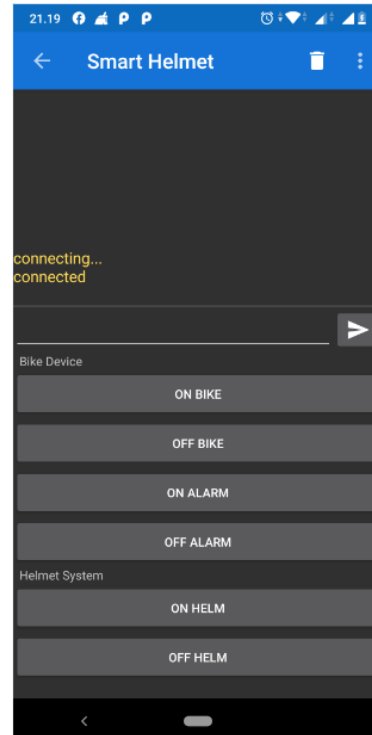 21.19
Smart Helmet
connecting...
connected
Bike Device
ON BIKE
OFF BIKE
ON ALARM
OFF ALARM
Helmet System
ON HELM
OFF HELM